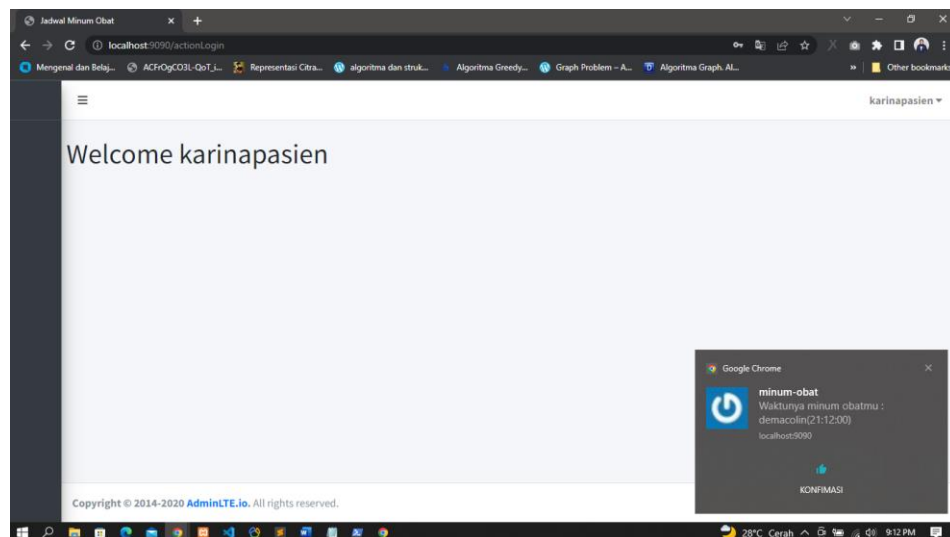 Jadwal Minum Obat
localhost:9090/actionLogin
Mengenal dan Belaj...
ACFrOgCO3L-QoT_i...
Representasi Citra...
algoritma dan struk...
Algoritma Greedy...
Graph Problem – A...
Algoritma Graph. AL...
»
Other bookmarks
karinapasien
Welcome karinapasien
Google Chrome
minum-obat
Waktunya minum obatmu :
demacolin(21:12:00)
localhost:9090
KONFIMASI
Copyright © 2014-2020 AdminLTE.io. All rights reserved.
28°C Cerah
9:12 PM